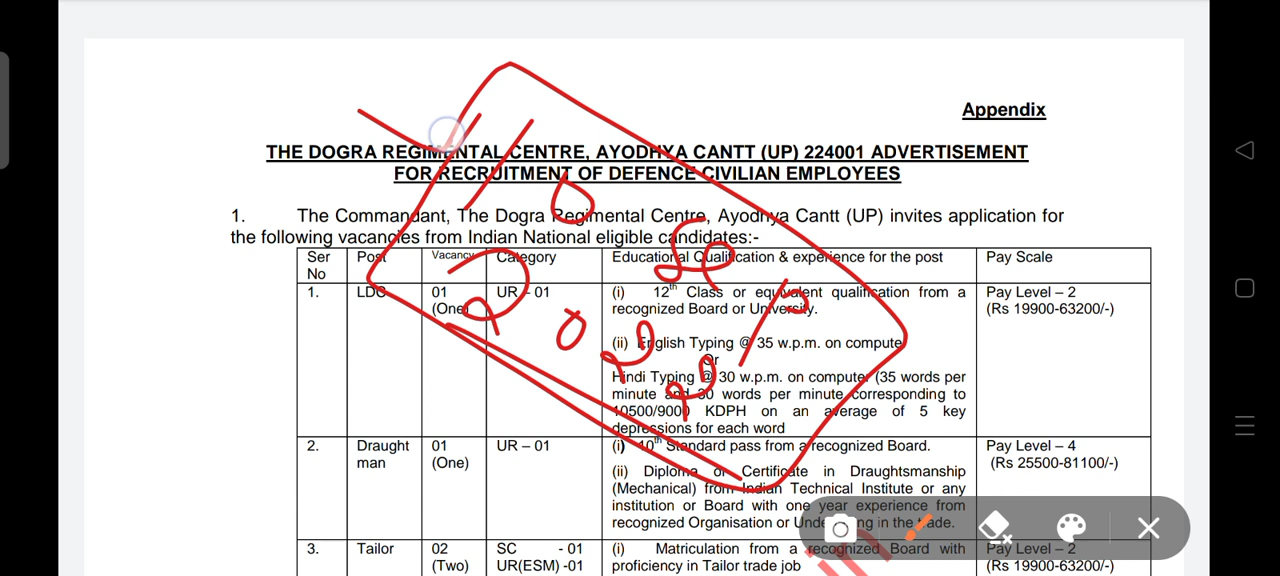 Appendix
THE DOGRA REGIMENTAL CENTRE, AYODHYA CANTT (UP) 224001 ADVERTISEMENT
FOR RECRUITMENT OF DEFENCE CIVILIAN EMPLOYEES
1. The Commandant, The Dogra Regimental Centre, Ayodhya Cantt (UP) invites application for
the following vacancies from Indian National eligible candidates:-
Ser No Post Vacancy Category Educational Qualification & experience for the post Pay Scale
1. LDC 01 (One) UR – 01 (i) 12th Class or equivalent qualification from a Pay Level – 2
recognized Board or University. (Rs 19900-63200/-)
(ii) English Typing @ 35 w.p.m. on computer
Or
Hindi Typing @ 30 w.p.m. on computer (35 words per
minute and 30 words per minute corresponding to
10500/9000 KDPH on an average of 5 key
depressions for each word
2. Draught man 01 (One) UR – 01 (i) 10th Standard pass from a recognized Board. Pay Level – 4
(Rs 25500-81100/-)
(ii) Diploma or Certificate in Draughtsmanship
(Mechanical) from Indian Technical Institute or any
institution or Board with one year experience from
recognized Organisation or in the trade.
3. Tailor 02 (Two) SC - 01 (i) Matriculation from a recognized Board with Pay Level – 2
UR(ESM) -01 proficiency in Tailor trade job (Rs 19900-63200/-)